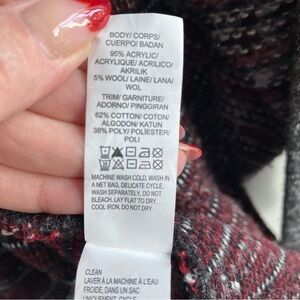 BODY/ CORPS/
CUERPO/ BADAN
95% ACRYLIC/
ACRYLIQUE/ ACRILICO/
AKRILIK
5% WOOL/ LAINE/ LANA/
WOL
TRIM/ GARNITURE/
ADORNO/ PINGGIRAN
62% COTTON/ COTON/
ALGODON/ KATUN
38% POLY/ POLIESTER/
POLI
MACHINE WASH COLD, WASH IN
A NET BAG, DELICATE CYCLE,
WASH SEPARATELY, DO NOT
BLEACH, LAY FLAT TO DRY,
COOL IRON, DO NOT DRY
CLEAN
LAVER À LA MACHINE À L'EAU
FROIDE, DANS UN SAC
UNIQUEMENT, CYCLE